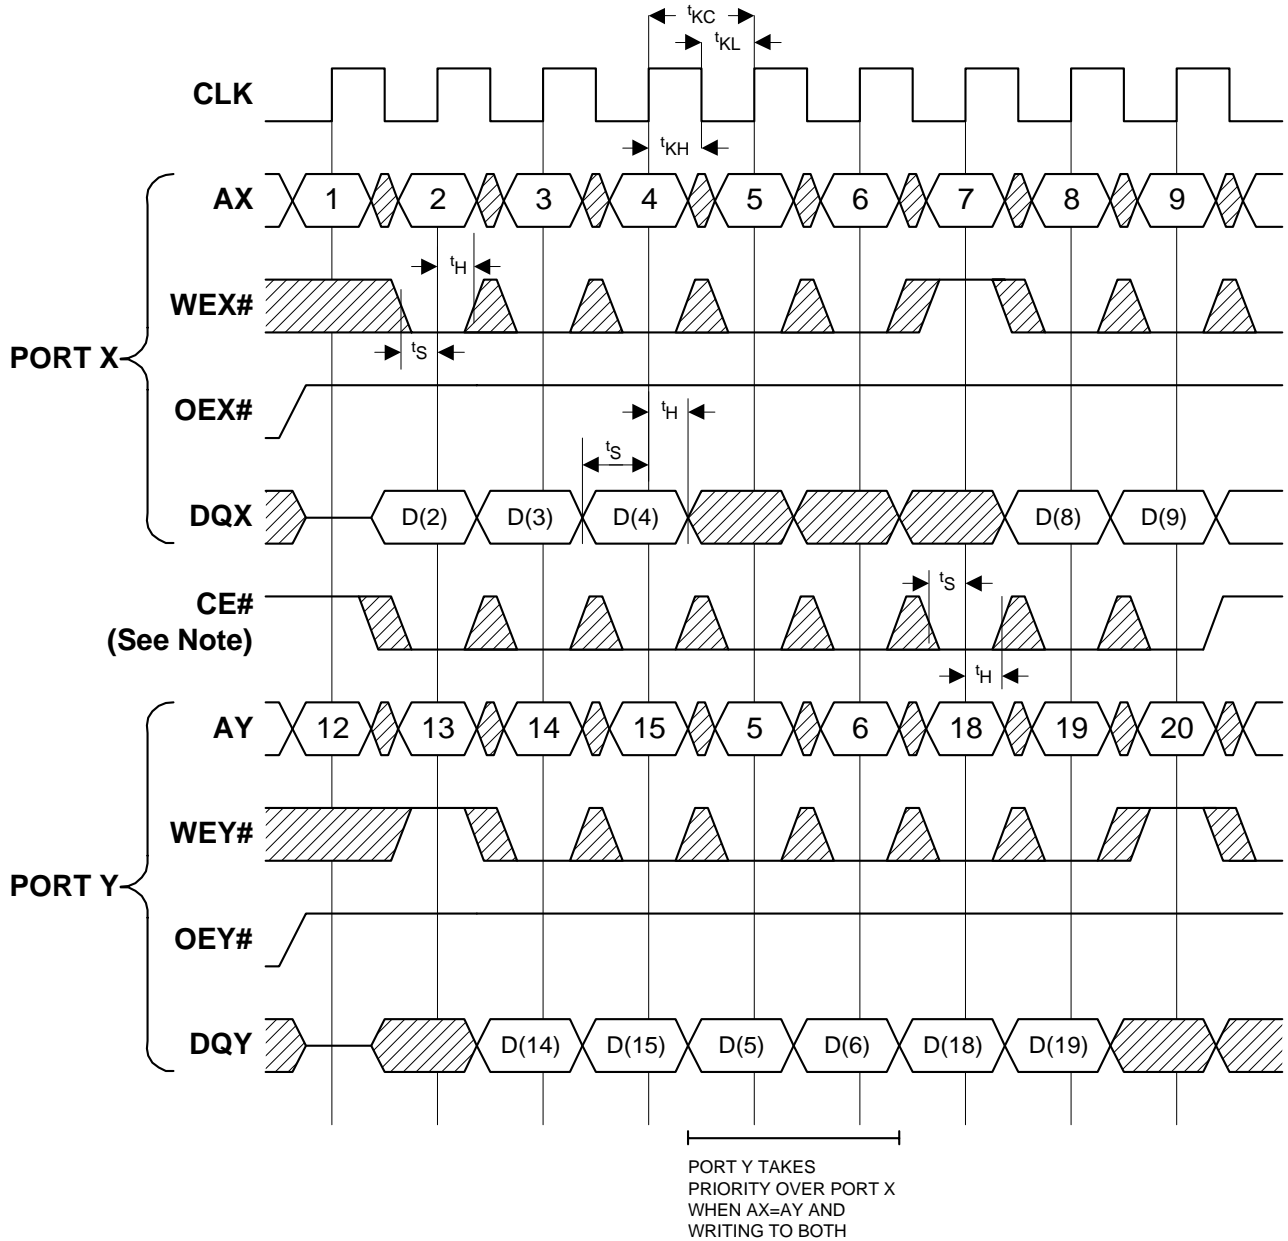 tKC
tKL
CLK
tKH
AX 1 2 3 4 5 6 7 8 9
tH
WEX#
tS
PORT X
OEX#
tH
tS
DQX D(2) D(3) D(4) D(8) D(9)
tS
CE#
(See Note)
tH
AY 12 13 14 15 5 6 18 19 20
WEY#
PORT Y
OEY#
DQY D(14) D(15) D(5) D(6) D(18) D(19)
PORT Y TAKES
PRIORITY OVER PORT X
WHEN AX=AY AND
WRITING TO BOTH